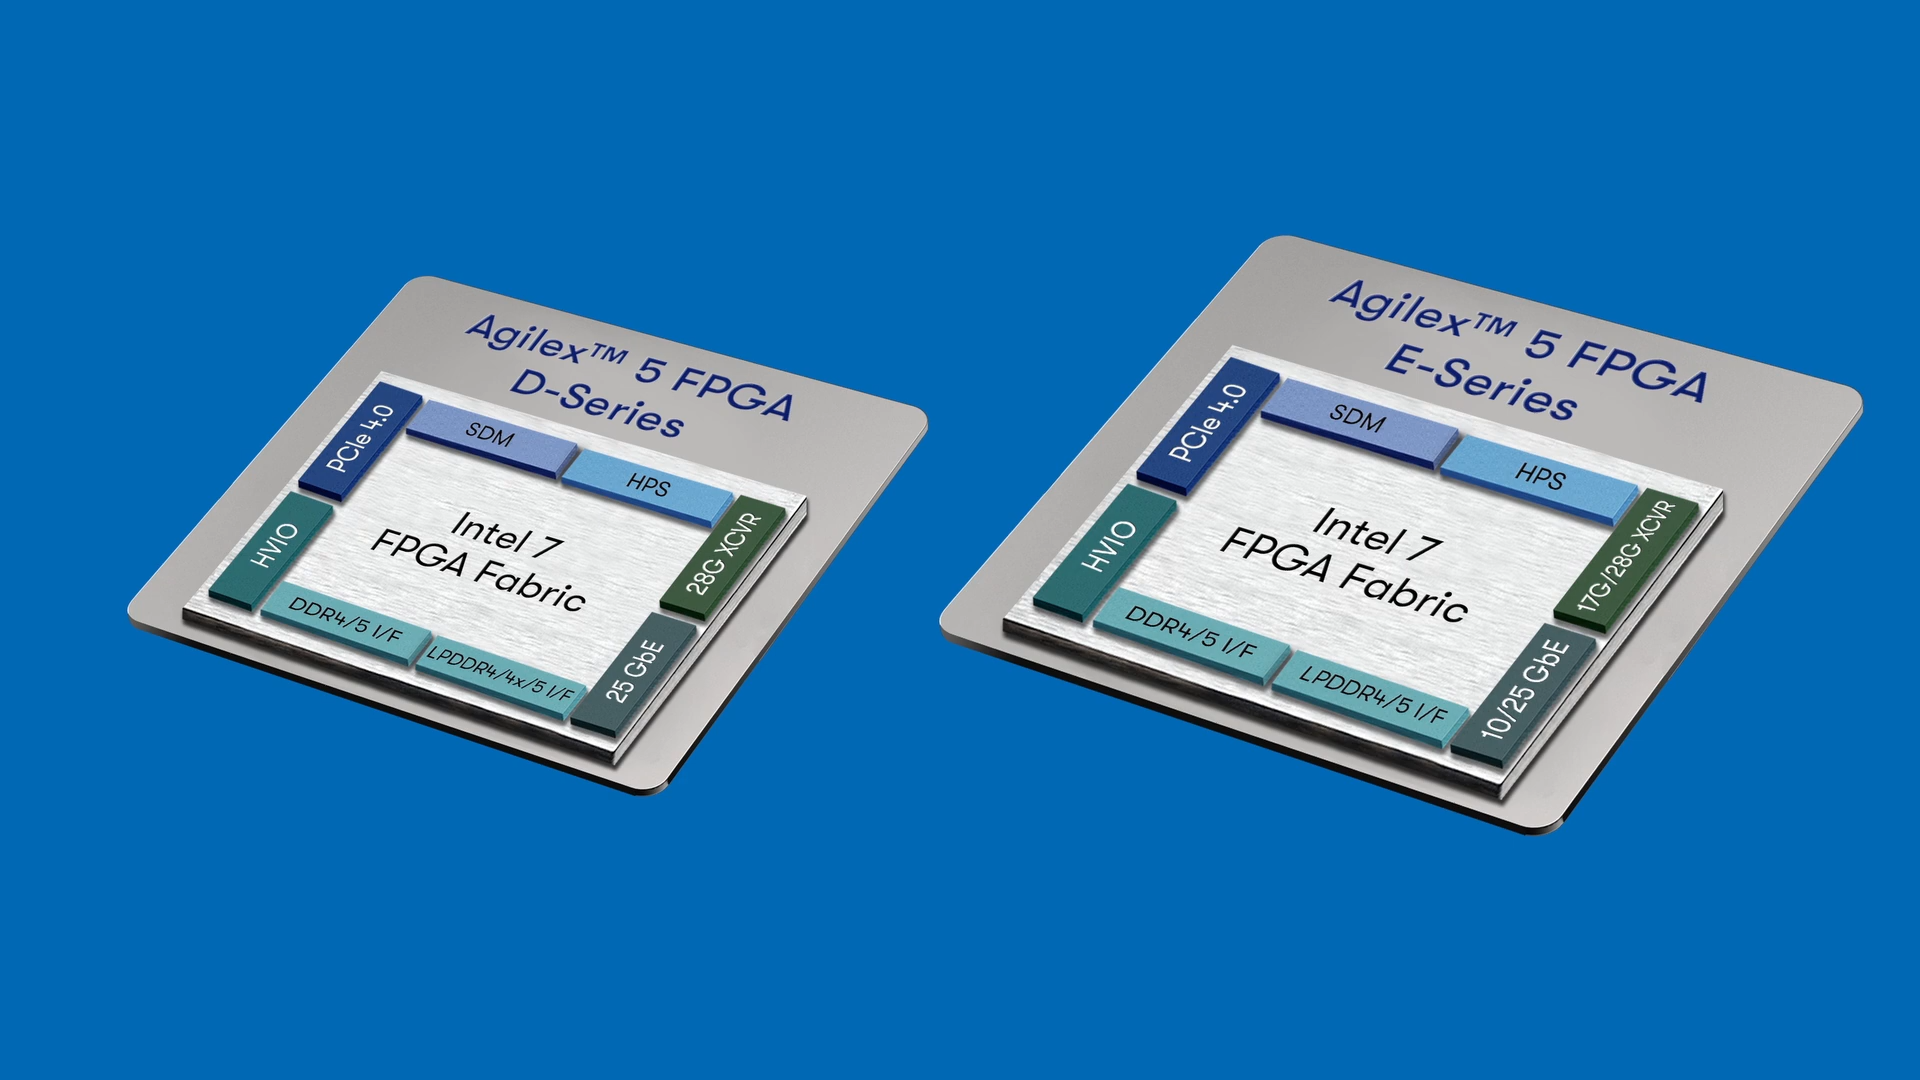 Agilex™ 5 FPGA
D-Series
PCIe 4.0
SDM
HPS
HVIO
Intel 7
FPGA Fabric
28G XCVR
DDR4/5 I/F
LPDDR4/4x/5 I/F
25 GbE
Agilex™ 5 FPGA
E-Series
PCIe 4.0
SDM
HPS
HVIO
Intel 7
FPGA Fabric
17G/28G XCVR
DDR4/5 I/F
LPDDR4/5 I/F
10/25 GbE